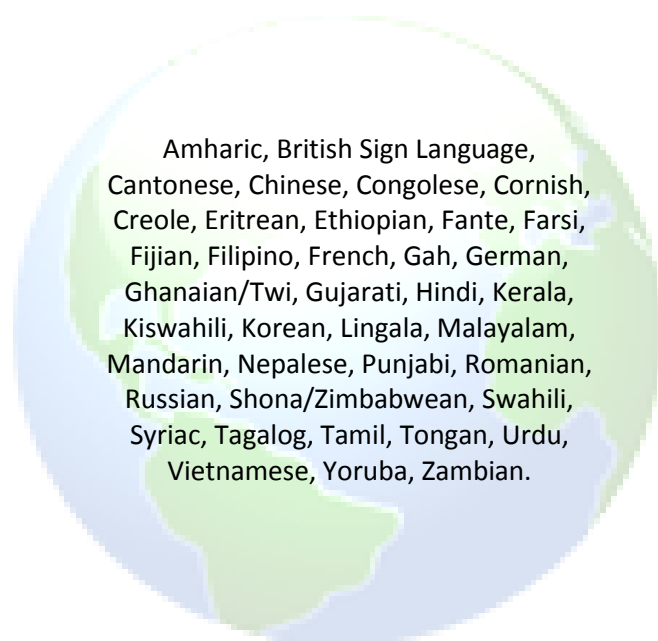 Amharic, British Sign Language,
Cantonese, Chinese, Congolese, Cornish,
Creole, Eritrean, Ethiopian, Fante, Farsi,
Fijian, Filipino, French, Gah, German,
Ghanaian/Twi, Gujarati, Hindi, Kerala,
Kiswahili, Korean, Lingala, Malayalam,
Mandarin, Nepalese, Punjabi, Romanian,
Russian, Shona/Zimbabwean, Swahili,
Syriac, Tagalog, Tamil, Tongan, Urdu,
Vietnamese, Yoruba, Zambian.